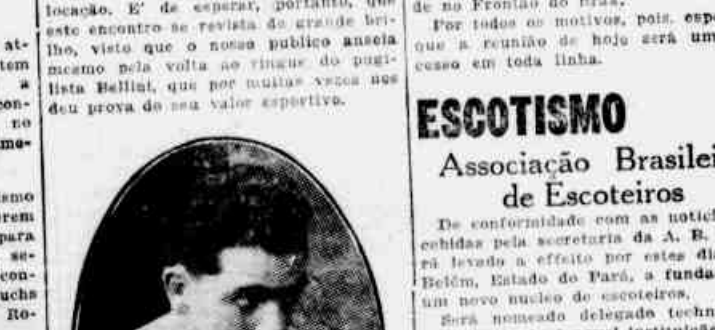 at-
tem
a
con-
no
me-
smo
erem
para
se-
con-
ucha
Ro-
locação. E' de esperar, portanto, que
este encontro se revista de grande bri-
lho, visto que o nosso publico anseia
mesmo pela volta ao ringue do pugi-
lista Bellini, que por muitas vezes nos
deu prova do seu valor esportivo.
de no Frontão do Braz.
Por todos os motivos, pois, espe
que a reunião de hoje será um
cesso em toda linha.
ESCOTISMO
Associação Brasilei
de Escoteiros
De conformidade com as notic
cebidas pela secretaria da A. B.
rá levado a effeito por estes di
Belém, Estado do Pará, a funda
um novo nucleo de escoteiros.
Será nomeado delegado techn